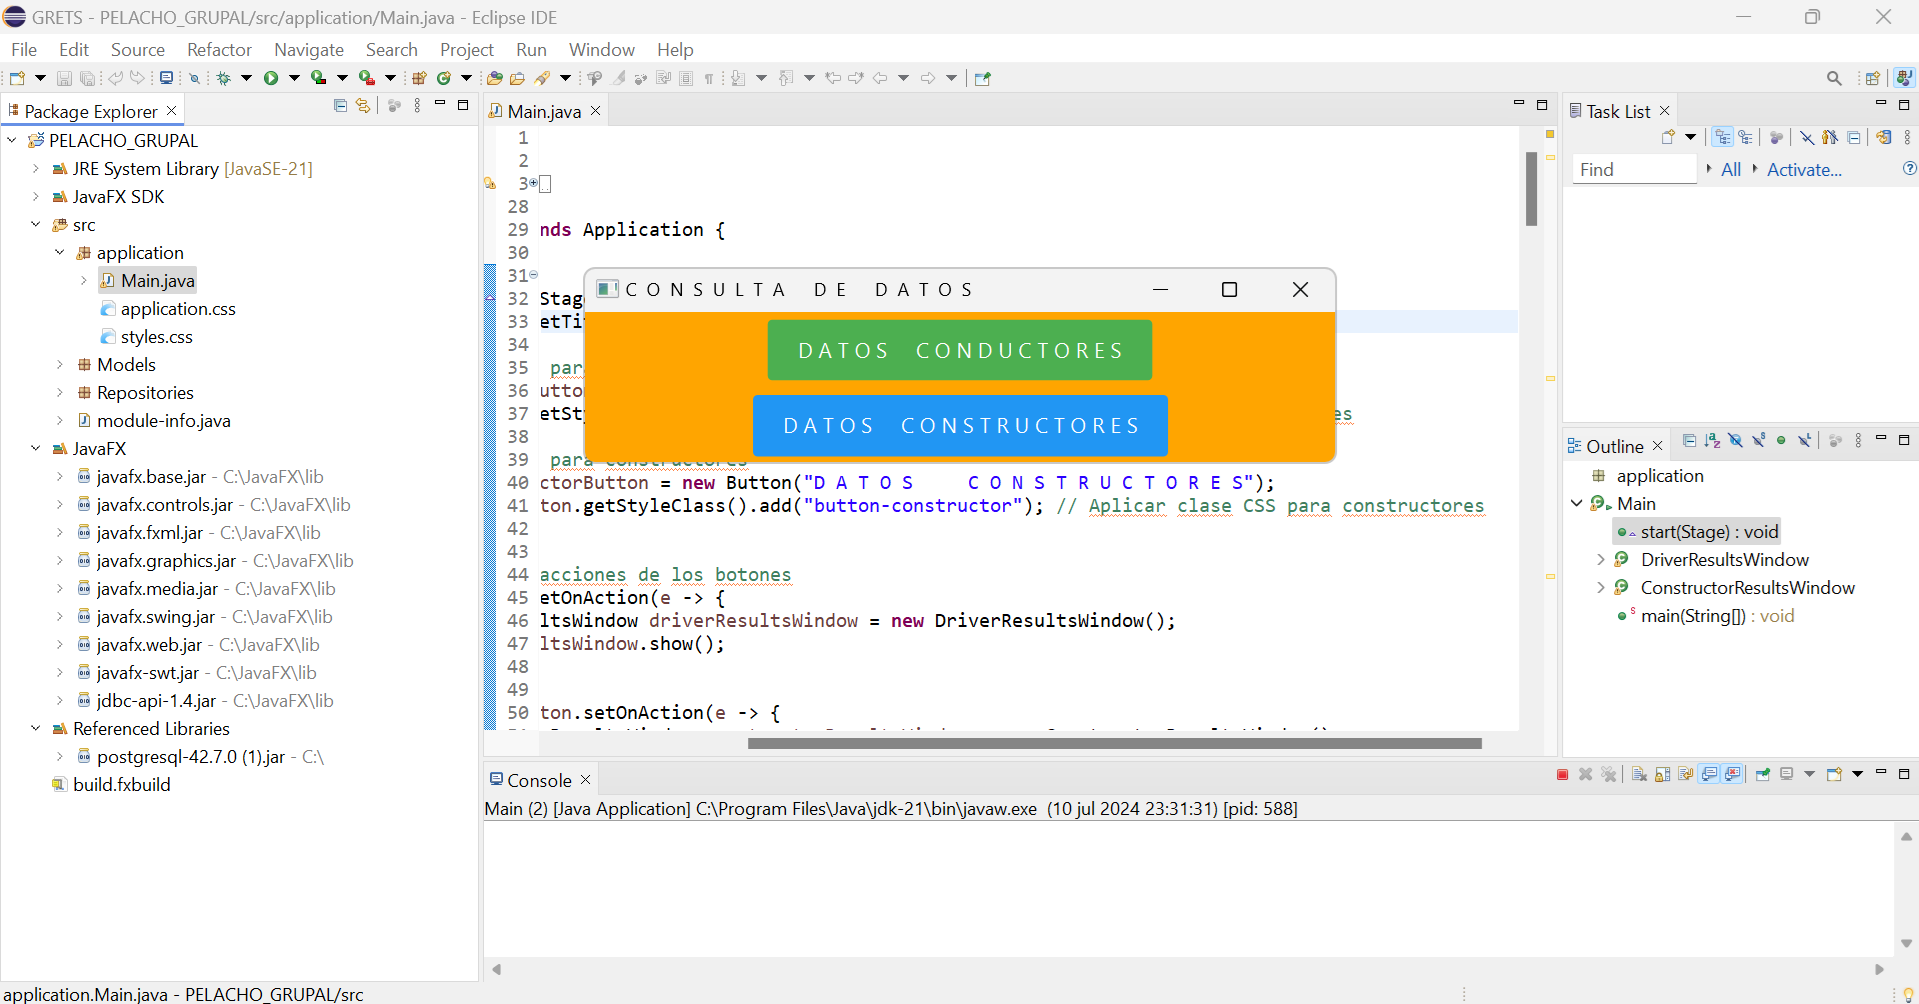 GRETS - PELACHO_GRUPAL/src/application/Main.java - Eclipse IDE
File Edit Source Refactor Navigate Search Project Run Window Help
Package Explorer
PELACHO_GRUPAL
JRE System Library [JavaSE-21]
JavaFX SDK
src
application
Main.java
application.css
styles.css
Models
Repositories
module-info.java
JavaFX
javafx.base.jar - C:\JavaFX\lib
javafx.controls.jar - C:\JavaFX\lib
javafx.fxml.jar - C:\JavaFX\lib
javafx.graphics.jar - C:\JavaFX\lib
javafx.media.jar - C:\JavaFX\lib
javafx.swing.jar - C:\JavaFX\lib
javafx.web.jar - C:\JavaFX\lib
javafx-swt.jar - C:\JavaFX\lib
jdbc-api-1.4.jar - C:\JavaFX\lib
Referenced Libraries
postgresql-42.7.0 (1).jar - C:\
build.fxbuild
Main.java
1
2
3
28
29 nds Application {
30
31
32 Stag
33 etTi
34
35 par
36 utto
37 etSt es
38
39 para constructores
40 ctorButton = new Button("D A T O S    C O N S T R U C T O R E S");
41 ton.getStyleClass().add("button-constructor"); // Aplicar clase CSS para constructores
42
43
44 acciones de los botones
45 etOnAction(e -> {
46 ltsWindow driverResultsWindow = new DriverResultsWindow();
47 ltsWindow.show();
48
49
50 ton.setOnAction(e -> {
C O N S U L T A   D E   D A T O S
D A T O S   C O N D U C T O R E S
D A T O S   C O N S T R U C T O R E S
Task List
Find All Activate...
Outline
application
Main
start(Stage) : void
DriverResultsWindow
ConstructorResultsWindow
main(String[]) : void
Console
Main (2) [Java Application] C:\Program Files\Java\jdk-21\bin\javaw.exe (10 jul 2024 23:31:31) [pid: 588]
application.Main.java - PELACHO_GRUPAL/src